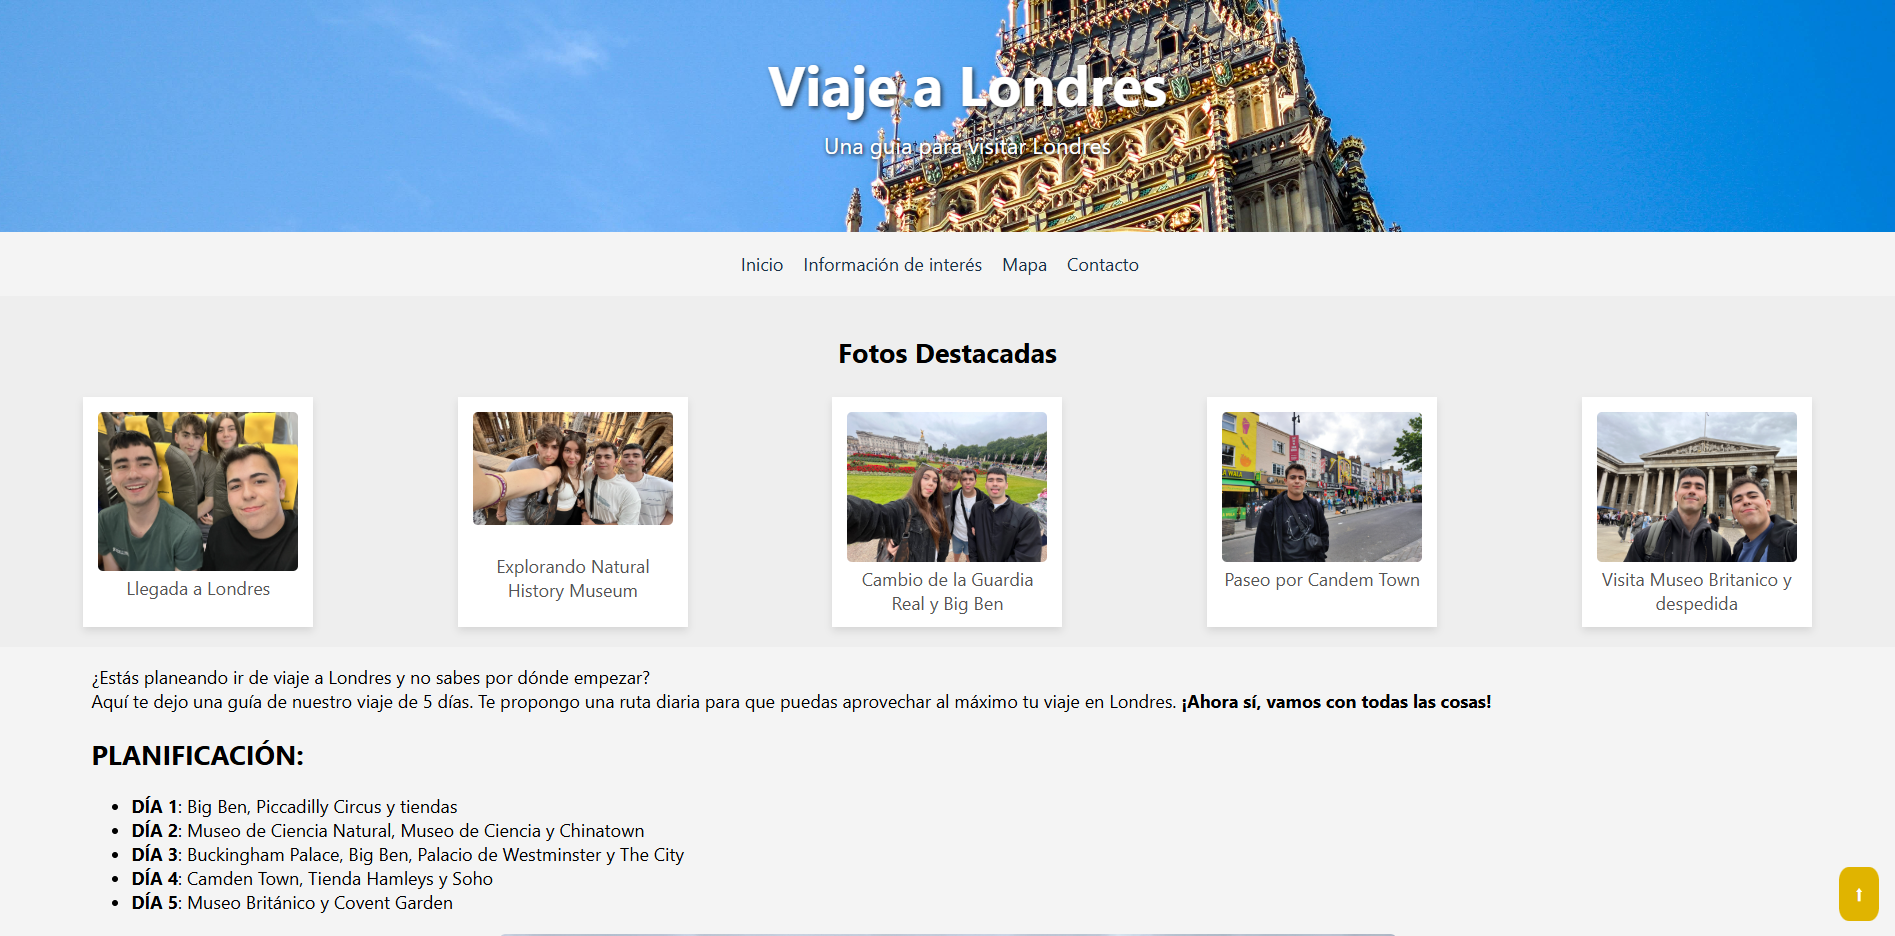 Viaje a Londres
Una guia para visitar Londres
Inicio Información de interés Mapa Contacto
Fotos Destacadas
Llegada a Londres
Explorando Natural
History Museum
Cambio de la Guardia
Real y Big Ben
Paseo por Candem Town
Visita Museo Britanico y
despedida
¿Estás planeando ir de viaje a Londres y no sabes por dónde empezar?
Aquí te dejo una guía de nuestro viaje de 5 días. Te propongo una ruta diaria para que puedas aprovechar al máximo tu viaje en Londres. ¡Ahora sí, vamos con todas las cosas!
PLANIFICACIÓN:
• DÍA 1: Big Ben, Piccadilly Circus y tiendas
• DÍA 2: Museo de Ciencia Natural, Museo de Ciencia y Chinatown
• DÍA 3: Buckingham Palace, Big Ben, Palacio de Westminster y The City
• DÍA 4: Camden Town, Tienda Hamleys y Soho
• DÍA 5: Museo Británico y Covent Garden